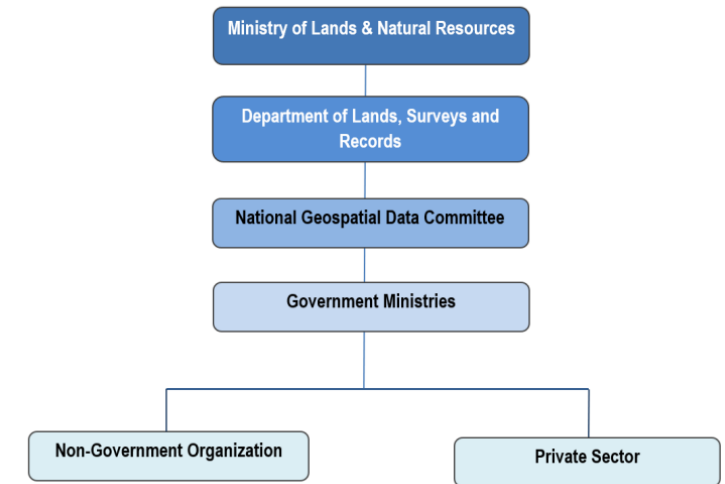 Ministry of Lands & Natural Resources
Department of Lands, Surveys and
Records
National Geospatial Data Committee
Government Ministries
Non-Government Organization
Private Sector